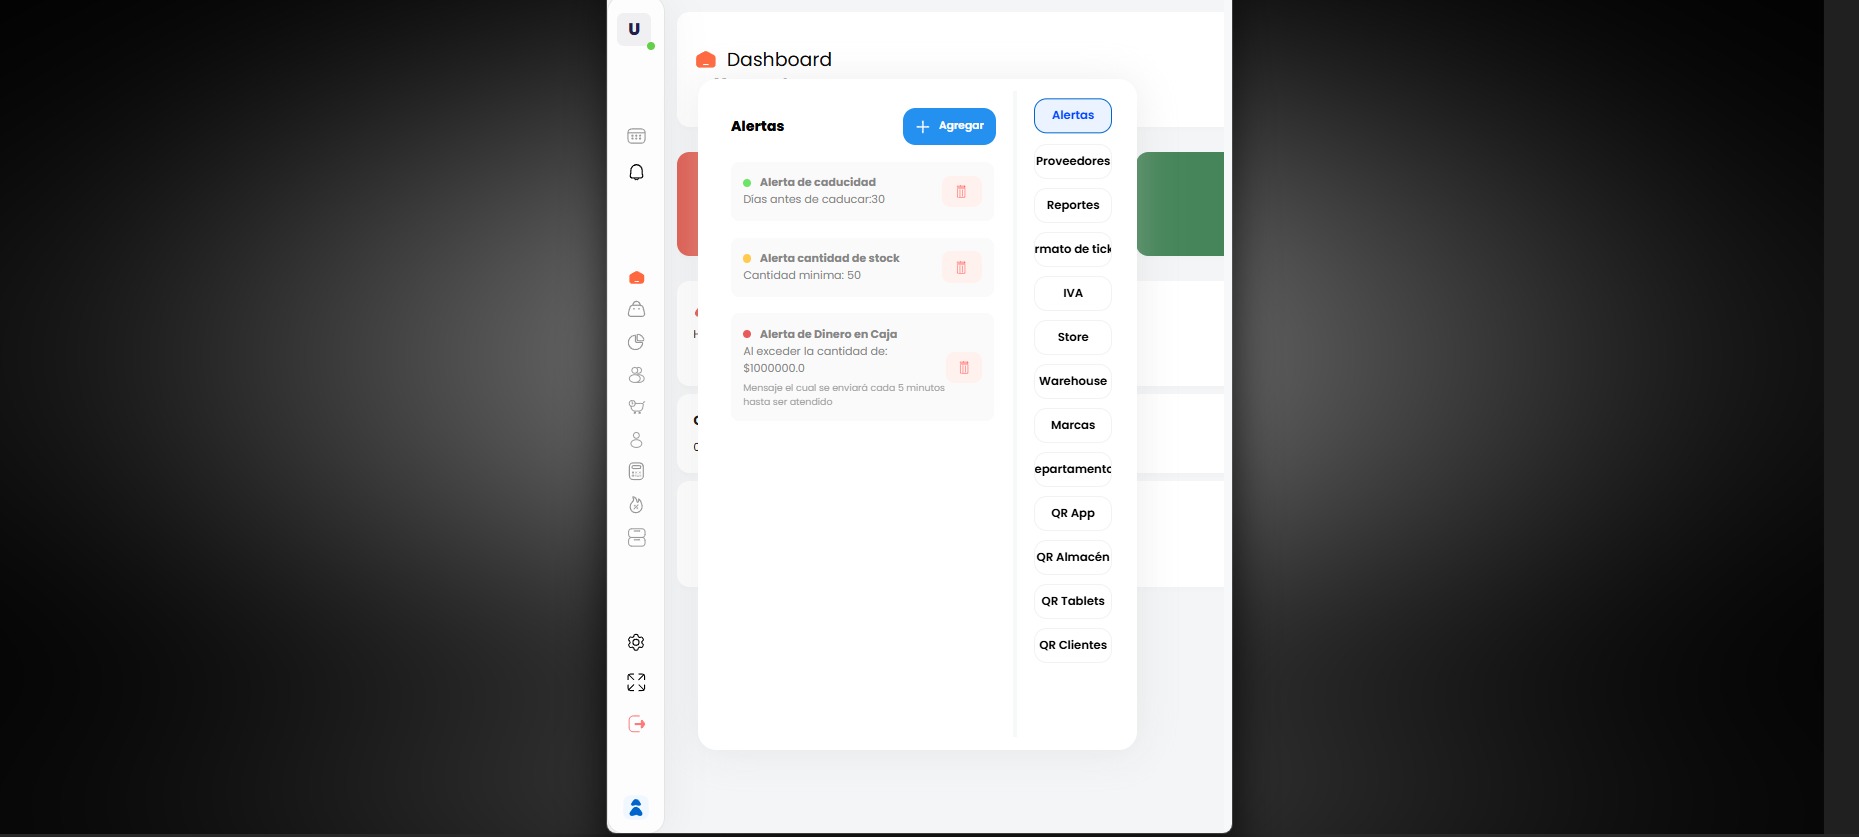 U
Dashboard
Alertas
Agregar
Alerta de caducidad
Días antes de caducar:30
Alerta cantidad de stock
Cantidad minima: 50
Alerta de Dinero en Caja
Al exceder la cantidad de:
$1000000.0
Mensaje el cual se enviará cada 5 minutos
hasta ser atendido
Alertas
Proveedores
Reportes
rmato de tick
IVA
Store
Warehouse
Marcas
epartamento
QR App
QR Almacén
QR Tablets
QR Clientes